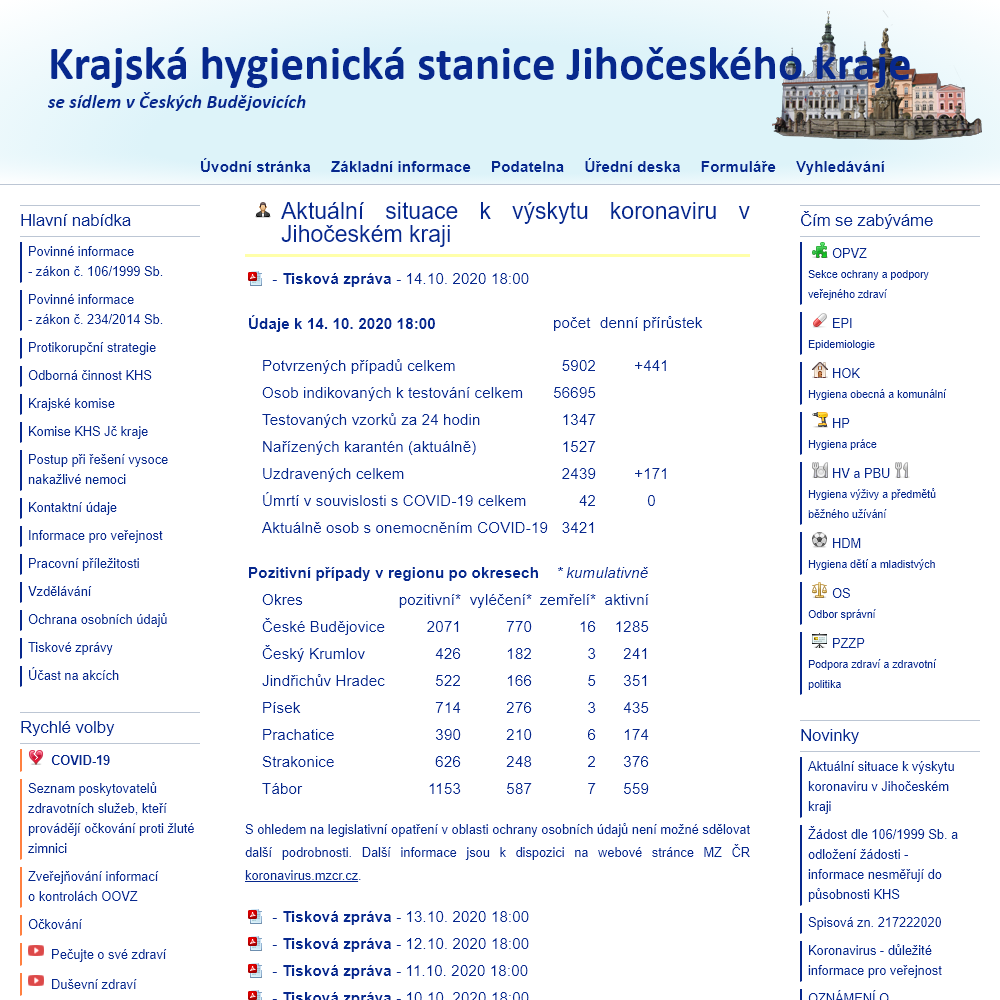 Krajská hygienická stanice Jihočeského kraje
se sídlem v Českých Budějovicích
Úvodní stránka Základní informace Podatelna Úřední deska Formuláře Vyhledávání
Hlavní nabídka
Povinné informace
- zákon č. 106/1999 Sb.
Povinné informace
- zákon č. 234/2014 Sb.
Protikorupční strategie
Odborná činnost KHS
Krajské komise
Komise KHS Jč kraje
Postup při řešení vysoce
nakažlivé nemoci
Kontaktní údaje
Informace pro veřejnost
Pracovní příležitosti
Vzdělávání
Ochrana osobních údajů
Tiskové zprávy
Účast na akcích
Rychlé volby
COVID-19
Seznam poskytovatelů
zdravotních služeb, kteří
provádějí očkování proti žluté
zimnici
Zveřejňování informací
o kontrolách OOVZ
Očkování
Pečujte o své zdraví
Duševní zdraví
Aktuální situace k výskytu koronaviru v
Jihočeském kraji
- Tisková zpráva - 14.10. 2020 18:00
Údaje k 14. 10. 2020 18:00 počet denní přírůstek
Potvrzených případů celkem 5902 +441
Osob indikovaných k testování celkem 56695
Testovaných vzorků za 24 hodin 1347
Nařízených karantén (aktuálně) 1527
Uzdravených celkem 2439 +171
Úmrtí v souvislosti s COVID-19 celkem 42 0
Aktuálně osob s onemocněním COVID-19 3421
Pozitivní případy v regionu po okresech * kumulativně
Okres pozitivní* vyléčení* zemřelí* aktivní
České Budějovice 2071 770 16 1285
Český Krumlov 426 182 3 241
Jindřichův Hradec 522 166 5 351
Písek 714 276 3 435
Prachatice 390 210 6 174
Strakonice 626 248 2 376
Tábor 1153 587 7 559
S ohledem na legislativní opatření v oblasti ochrany osobních údajů není možné sdělovat
další podrobnosti. Další informace jsou k dispozici na webové stránce MZ ČR
koronavirus.mzcr.cz.
- Tisková zpráva - 13.10. 2020 18:00
- Tisková zpráva - 12.10. 2020 18:00
- Tisková zpráva - 11.10. 2020 18:00
- Tisková zpráva - 10.10. 2020 18:00
Čím se zabýváme
OPVZ
Sekce ochrany a podpory
veřejného zdraví
EPI
Epidemiologie
HOK
Hygiena obecná a komunální
HP
Hygiena práce
HV a PBU
Hygiena výživy a předmětů
běžného užívání
HDM
Hygiena dětí a mladistvých
OS
Odbor správní
PZZP
Podpora zdraví a zdravotní
politika
Novinky
Aktuální situace k výskytu
koronaviru v Jihočeském
kraji
Žádost dle 106/1999 Sb. a
odložení žádosti -
informace nesměřují do
působnosti KHS
Spisová zn. 217222020
Koronavirus - důležité
informace pro veřejnost
OZNÁMENÍ O